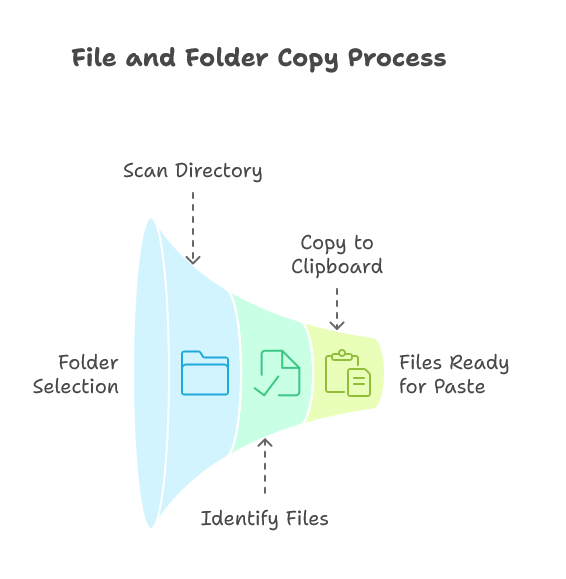 File and Folder Copy Process
Scan Directory
Copy to
Clipboard
Folder
Selection
Files Ready
for Paste
Identify Files